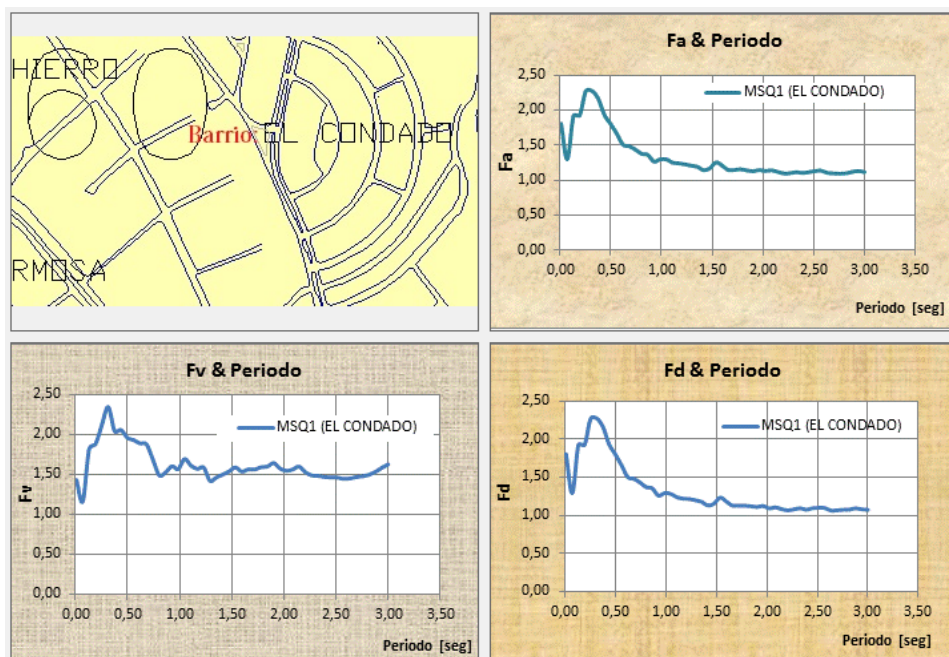 HIERRO
Barrio: EL CONDADO
RMOSA
Fa & Periodo
2,50
2,00
1,50
1,00
0,50
0,00
Fa
MSQ1 (EL CONDADO)
0,00 0,50 1,00 1,50 2,00 2,50 3,00 3,50
Periodo [seg]
Fv & Periodo
2,50
2,00
1,50
1,00
0,50
0,00
Fv
MSQ1 (EL CONDADO)
0,00 0,50 1,00 1,50 2,00 2,50 3,00 3,50
Periodo [seg]
Fd & Periodo
2,50
2,00
1,50
1,00
0,50
0,00
Fd
MSQ1 (EL CONDADO)
0,00 0,50 1,00 1,50 2,00 2,50 3,00 3,50
Periodo [seg]